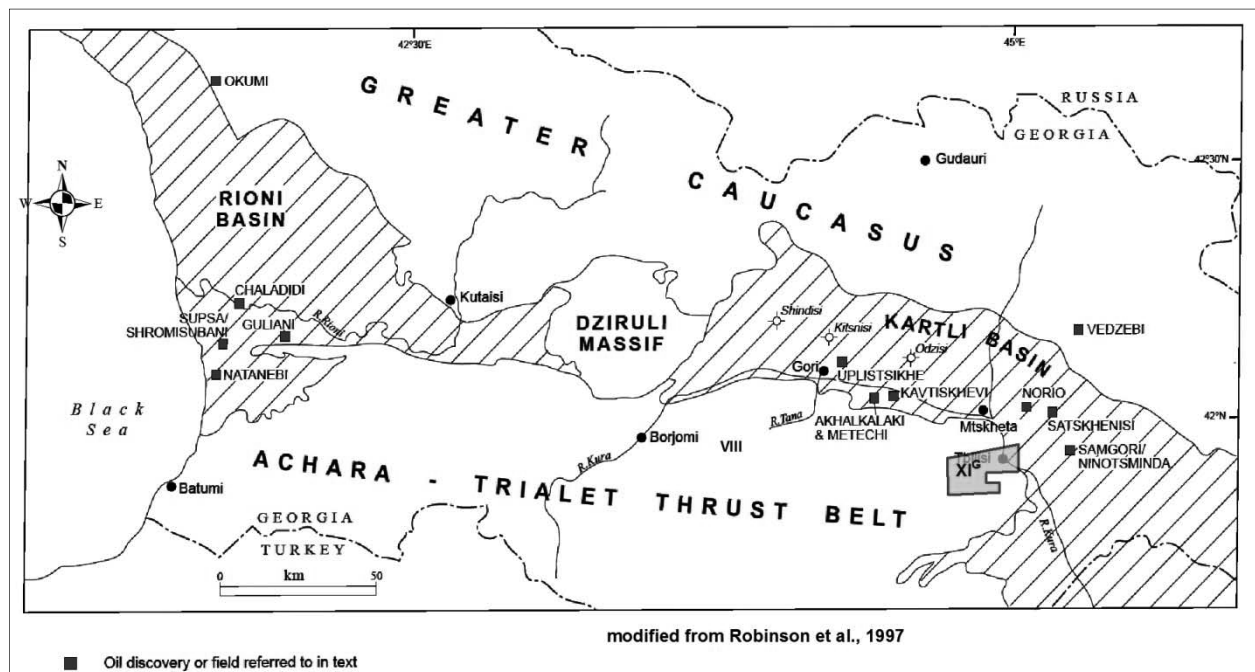 42°30'E
45°E
OKUMI
GREATER CAUCASUS
RUSSIA
GEORGIA
Gudauri
42°30'N
N
W E
S
RIONI
BASIN
CHALADIDI
SUPSA/
SHROMISUBANI
GULIANI
R.Rioni
Kutaisi
NATANEBI
DZIRULI
MASSIF
Shindisi
Kitsnisi
KARTLI BASIN
Odzisi
VEDZEBI
Gori
UPLISTSIKHE
KAVTISKHEVI
NORIO
AKHALKALAKI
& METECHI
Mtskheta
SATSKHENISI
42°N
Black
Sea
R.Tana
Borjomi
VIII
SAMGORI/
NINOTSMINDA
Tbilisi
XIᴳ
R.Kura
ACHARA - TRIALET THRUST BELT
Batumi
R.Kura
GEORGIA
TURKEY
0 50
km
modified from Robinson et al., 1997
Oil discovery or field referred to in text